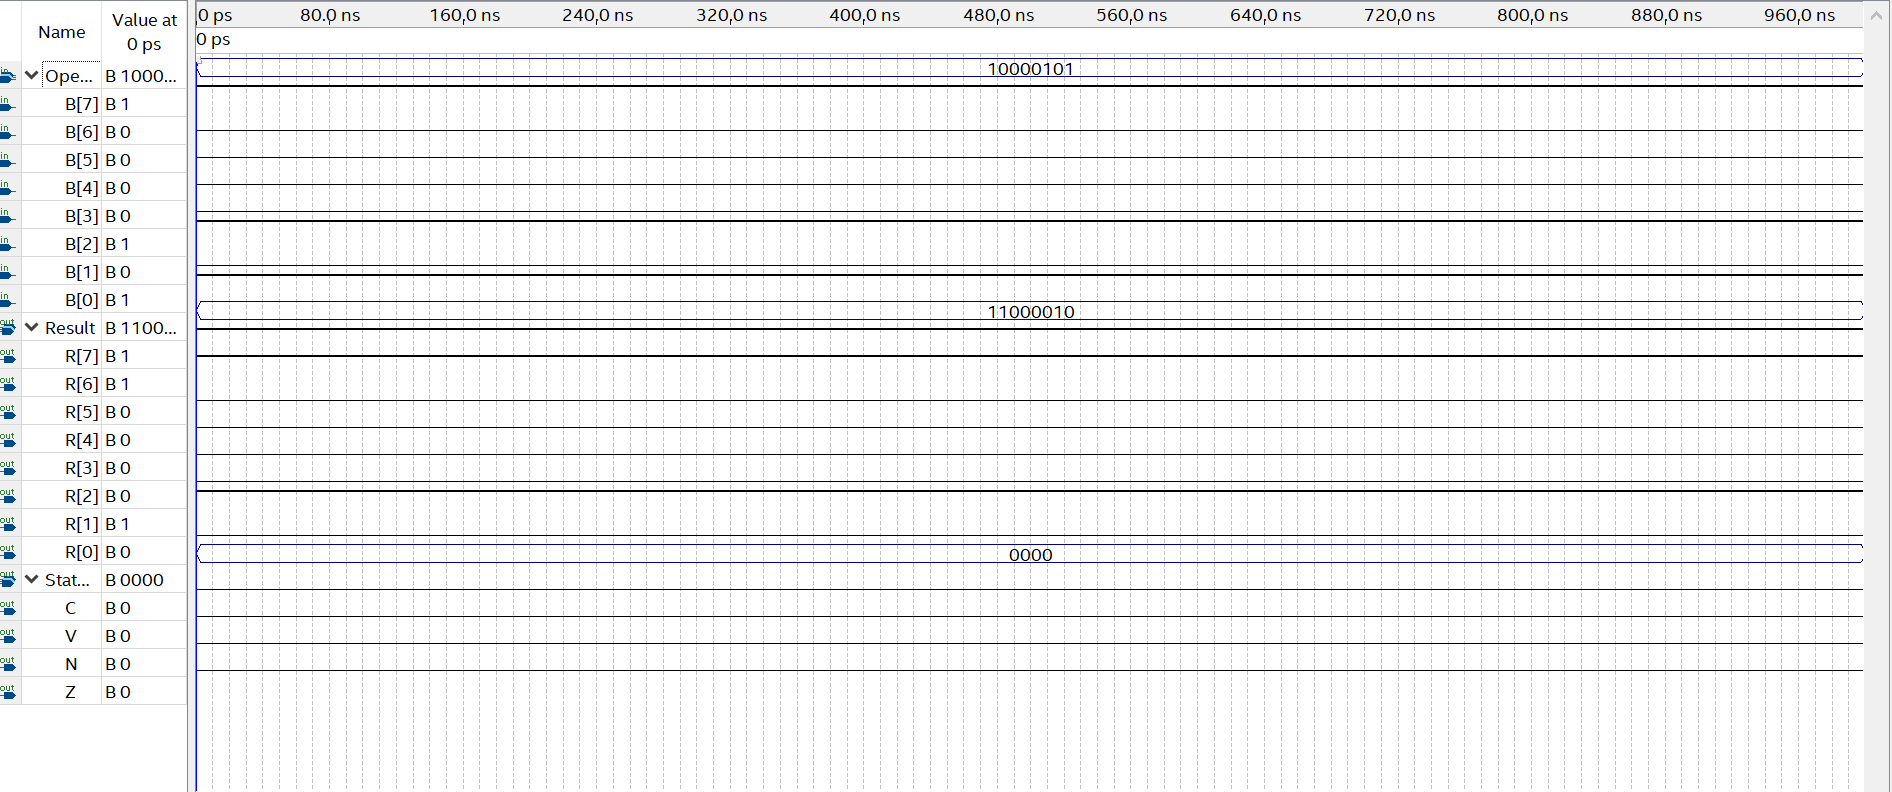 Name Value at 0 ps
0 ps 80.0 ns 160,0 ns 240,0 ns 320,0 ns 400,0 ns 480,0 ns 560,0 ns 640,0 ns 720,0 ns 800,0 ns 880,0 ns 960,0 ns
0 ps
in Ope... B 1000... 10000101
in B[7] B 1
in B[6] B 0
in B[5] B 0
in B[4] B 0
in B[3] B 0
in B[2] B 1
in B[1] B 0
in B[0] B 1
out Result B 1100... 11000010
out R[7] B 1
out R[6] B 1
out R[5] B 0
out R[4] B 0
out R[3] B 0
out R[2] B 0
out R[1] B 1
out R[0] B 0
out Stat... B 0000 0000
out C B 0
out V B 0
out N B 0
out Z B 0